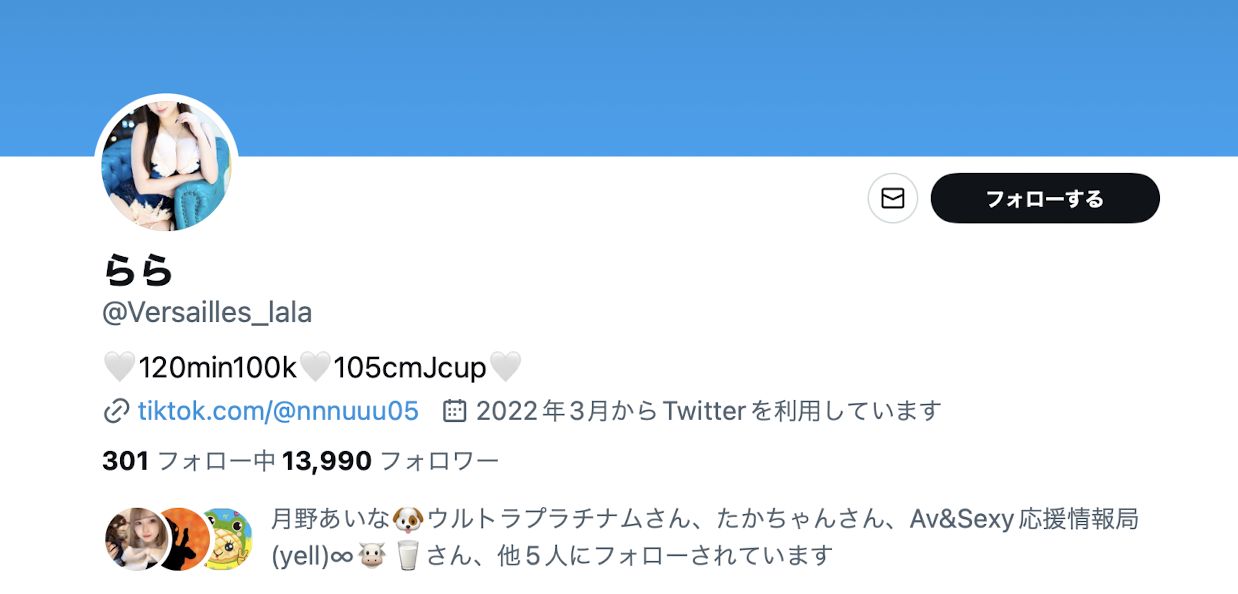 フォローする
らら
@Versailles_lala
🤍120min100k🤍105cmJcup🤍
tiktok.com/@nnnuuu05 2022年3月からTwitterを利用しています
301 フォロー中 13,990 フォロワー
月野あいな🐶ウルトラプラチナムさん、たかちゃんさん、Av&Sexy応援情報局
(yell)∞🐮🥛さん、他5人にフォローされています